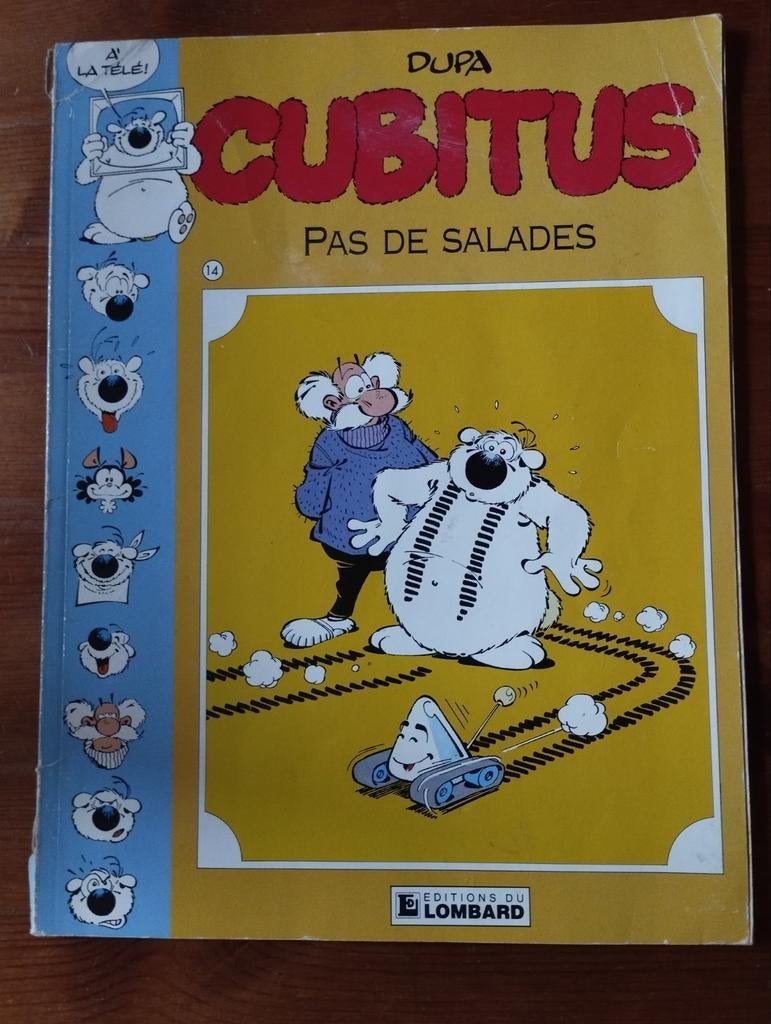 A'
LA TÉLÉ!
DUPA
CUBITUS
PAS DE SALADES
14
EDITIONS DU
LOMBARD